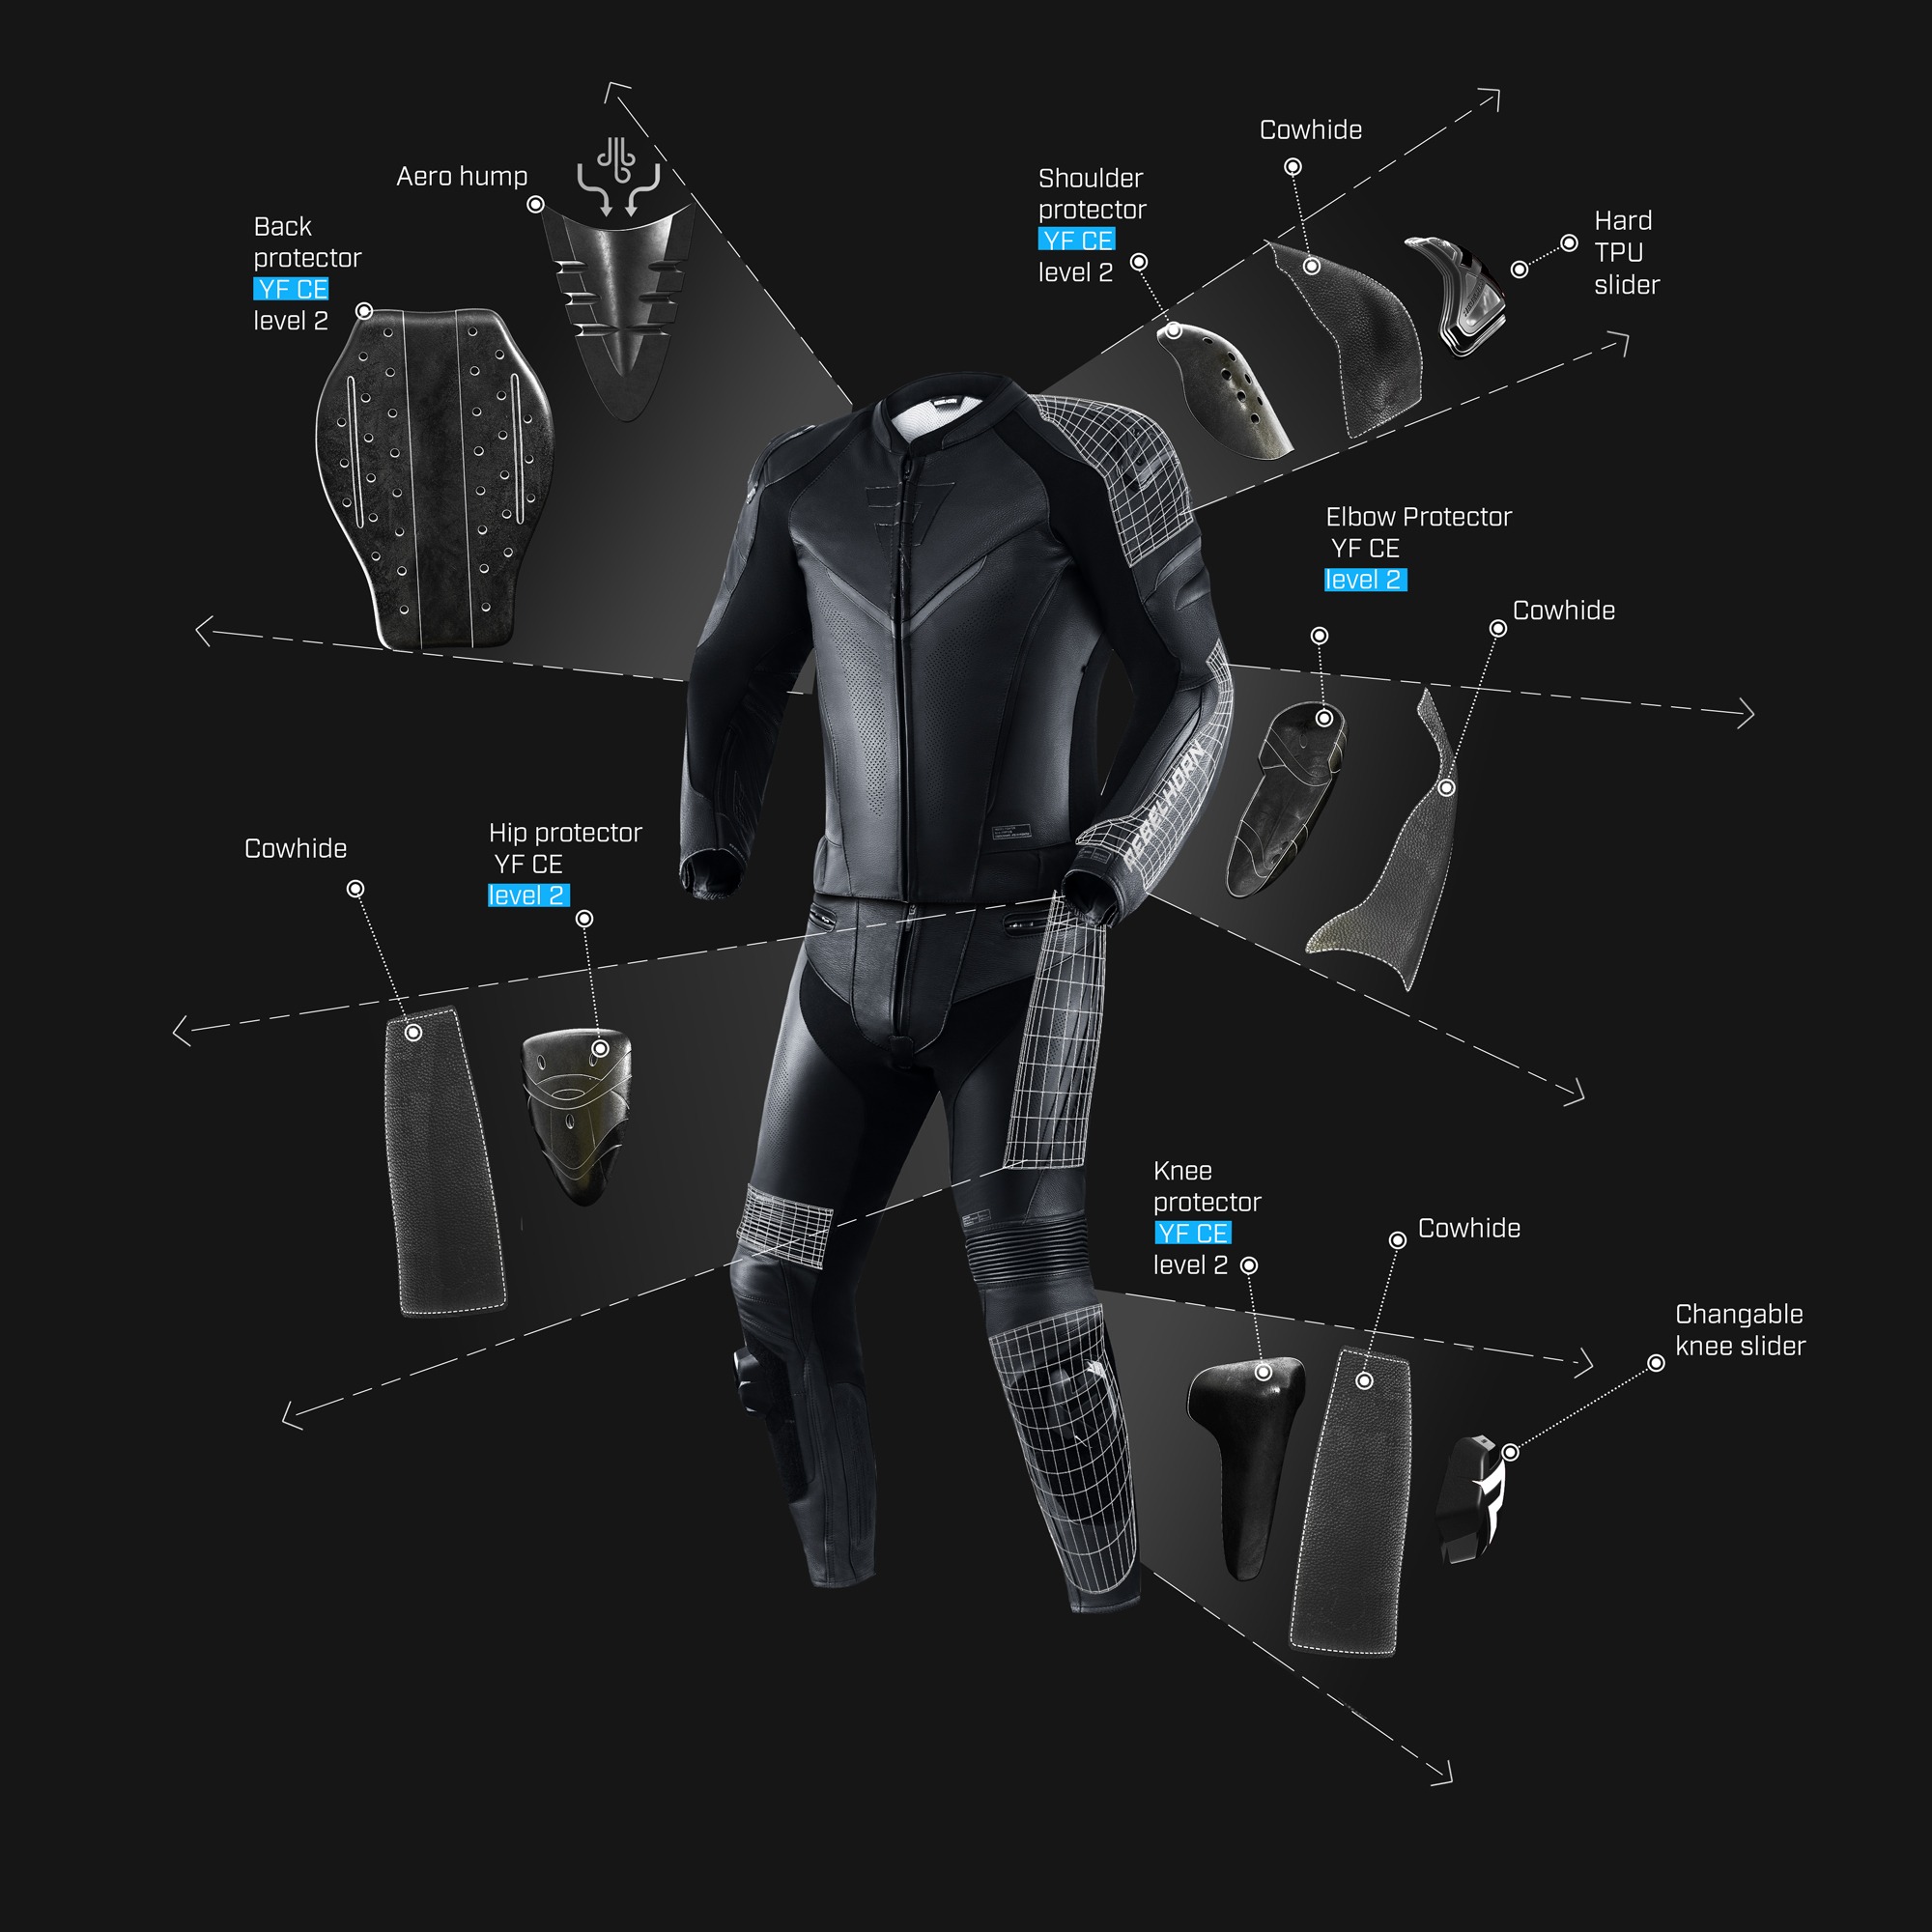 Aero hump
Back
protector
YF CE
level 2
Cowhide
Shoulder
protector
YF CE
level 2
Hard
TPU
slider
Elbow Protector
YF CE
level 2
Cowhide
REBELHORN
Cowhide
Hip protector
YF CE
level 2
Knee
protector
YF CE
level 2
Cowhide
Changable
knee slider